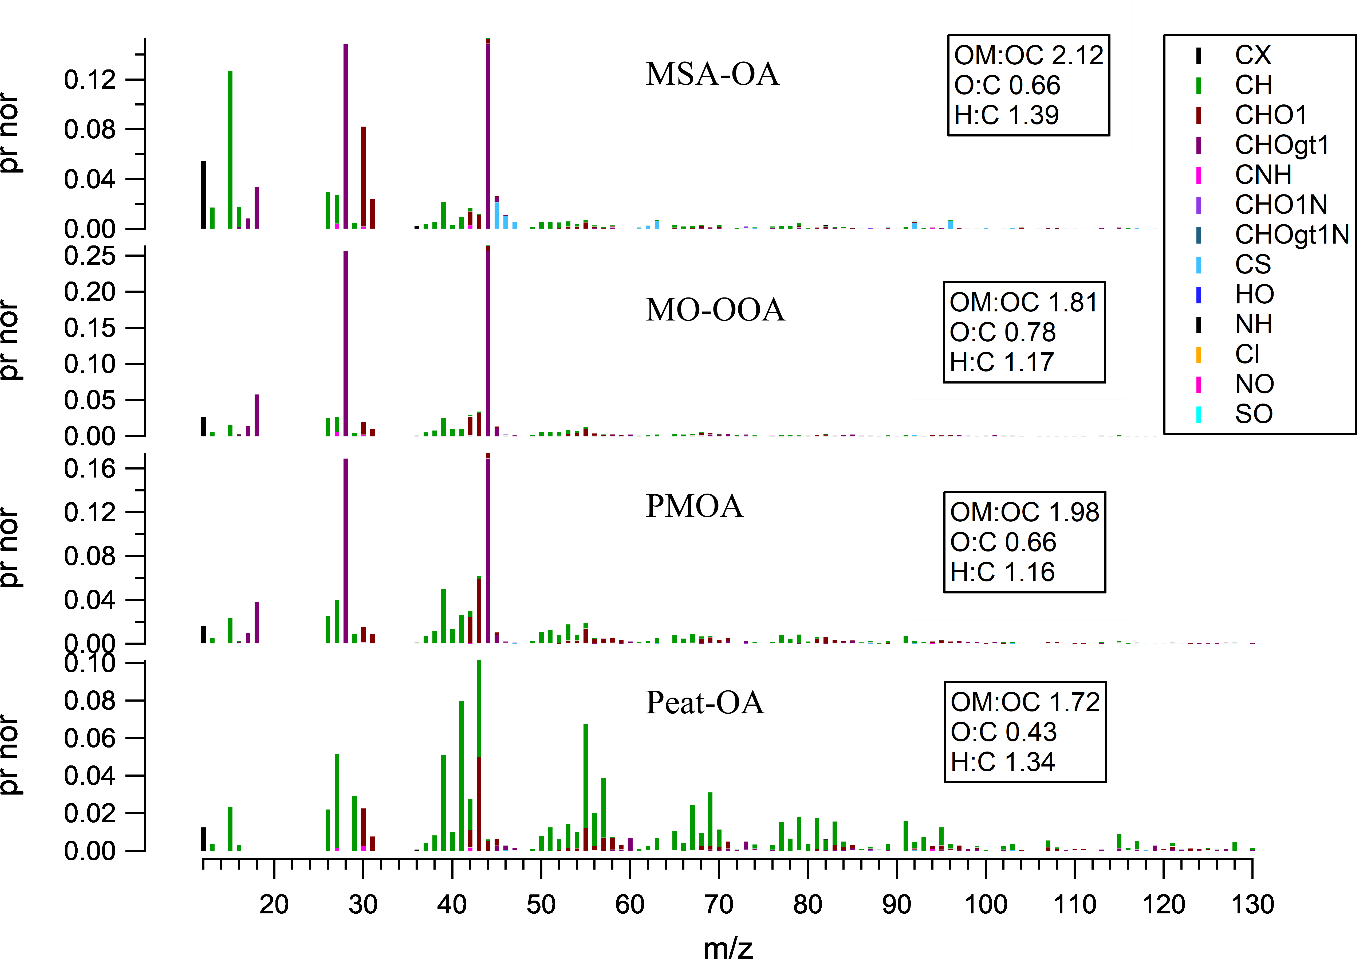 MSA-OA
OM:OC 2.12
O:C 0.66
H:C 1.39
pr nor
0.12
0.08
0.04
0.00
MO-OOA
OM:OC 1.81
O:C 0.78
H:C 1.17
pr nor
0.25
0.20
0.15
0.10
0.05
0.00
PMOA
OM:OC 1.98
O:C 0.66
H:C 1.16
pr nor
0.16
0.12
0.08
0.04
0.00
Peat-OA
OM:OC 1.72
O:C 0.43
H:C 1.34
pr nor
0.10
0.08
0.06
0.04
0.02
0.00
20 30 40 50 60 70 80 90 100 110 120 130
m/z
CX
CH
CHO1
CHOgt1
CNH
CHO1N
CHOgt1N
CS
HO
NH
Cl
NO
SO